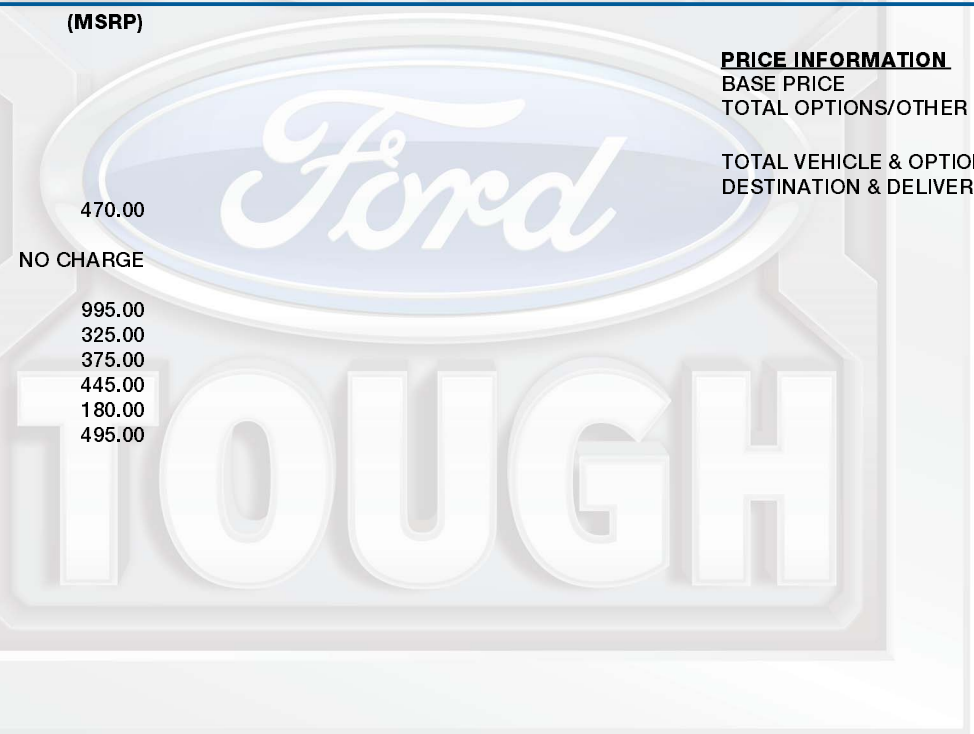 (MSRP)
470.00
NO CHARGE
995.00
325.00
375.00
445.00
180.00
495.00
PRICE INFORMATION
BASE PRICE
TOTAL OPTIONS/OTHER
TOTAL VEHICLE & OPTION
DESTINATION & DELIVER
Ford
TOUGH